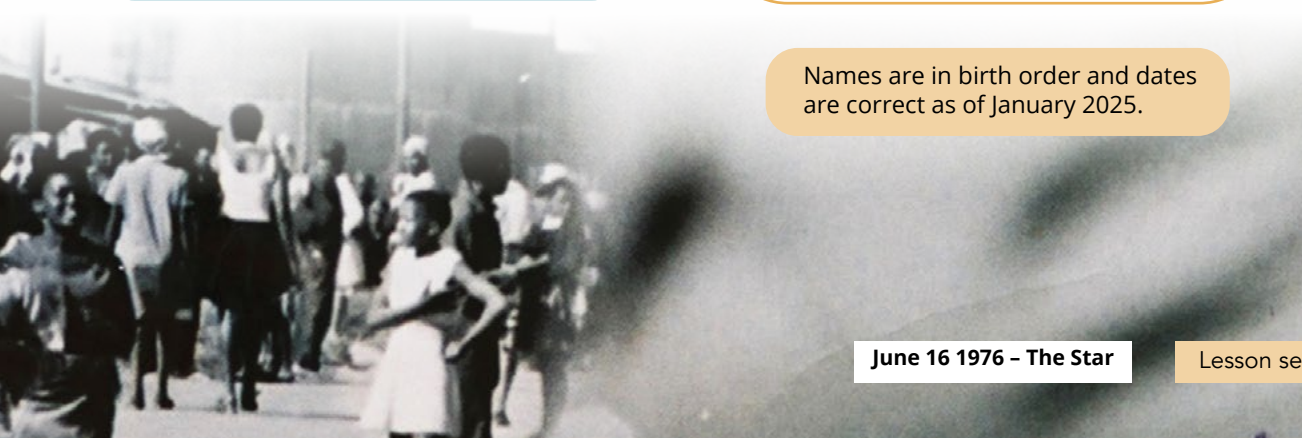 Names are in birth order and dates
are correct as of January 2025.
June 16 1976 – The Star
Lesson se